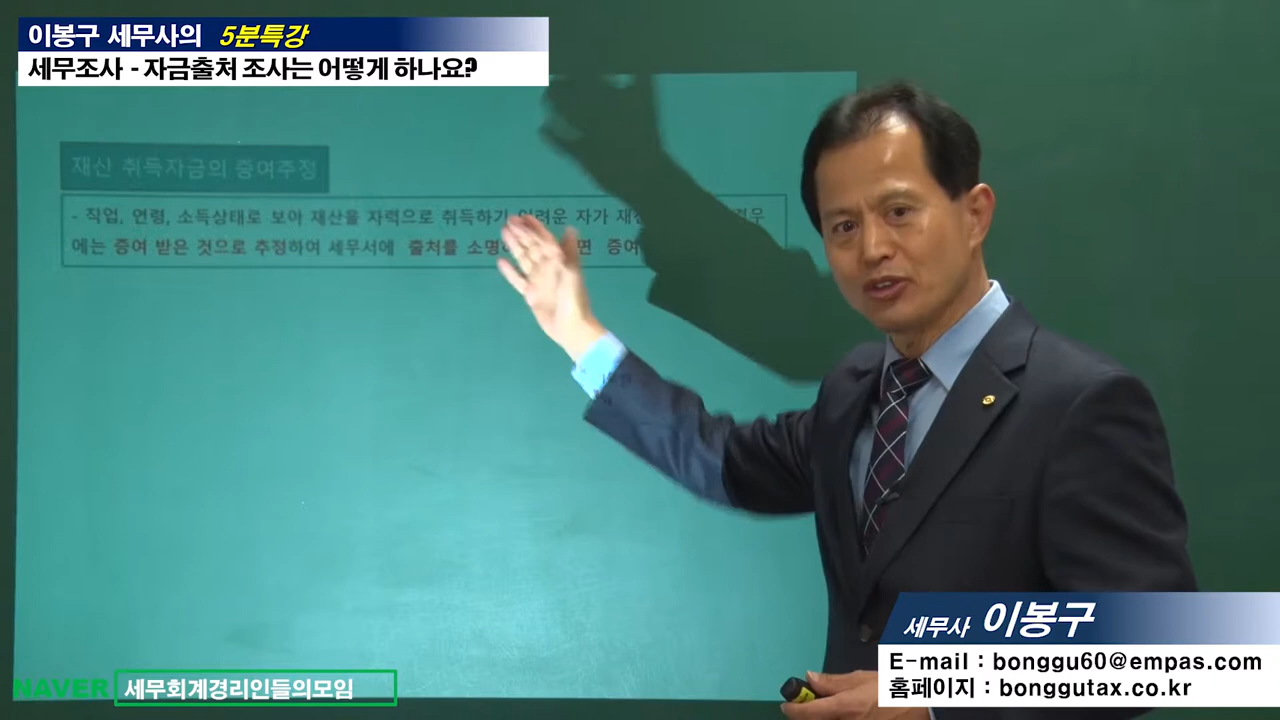 이봉구 세무사의 5분특강
세무조사 - 자금출처 조사는 어떻게 하나요?
재산 취득자금의 증여추정
- 직업, 연령, 소득상태로 보아 재산을 자력으로 취득하기 어려운 자가 경우
에는 증여 받은 것으로 추정하여 세무서에 출처를 면 증여
세무사 이봉구
E-mail : bonggu60@empas.com
홈페이지 : bonggutax.co.kr
NAVER 세무회계경리인들의모임